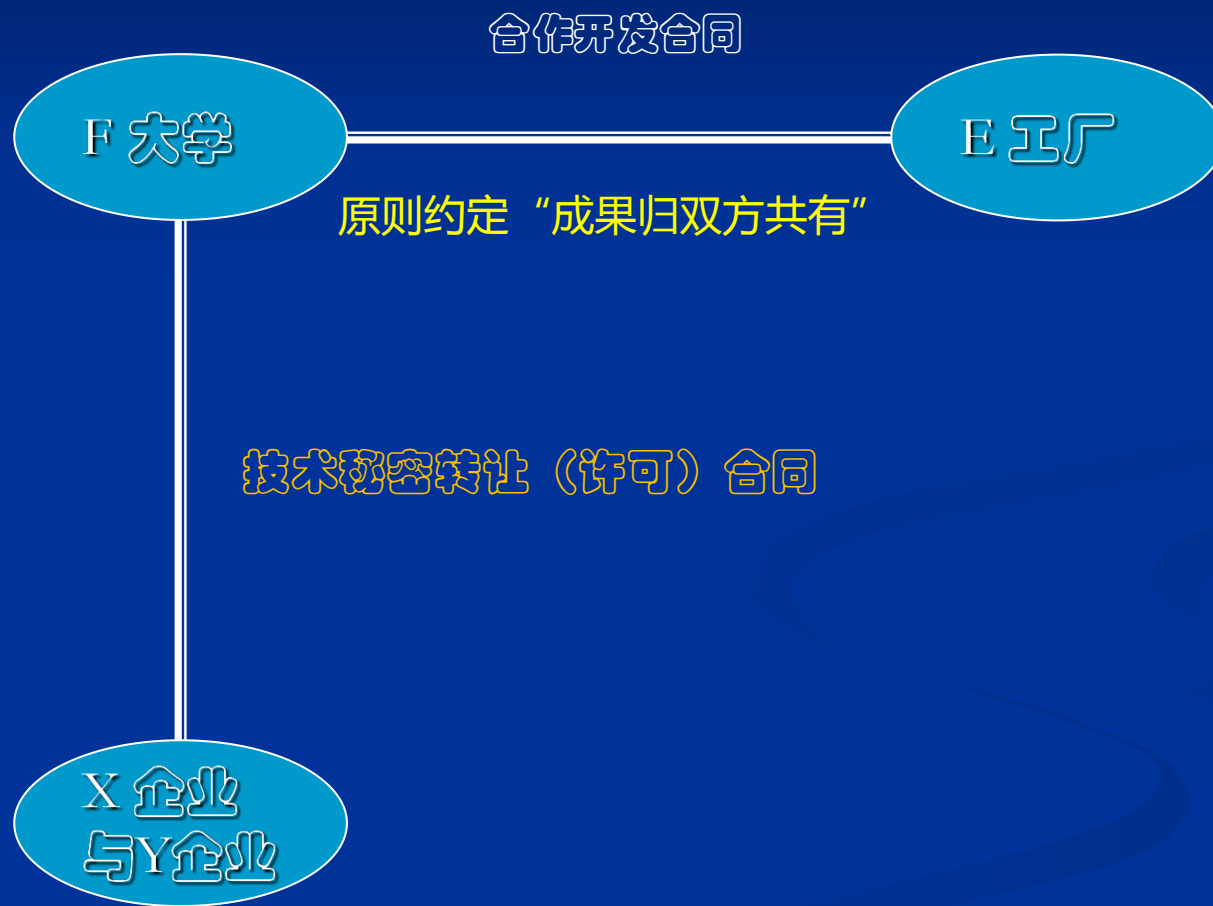 合作开发合同
F 大学
E 工厂
原则约定“成果归双方共有”
技术秘密转让（许可）合同
X 企业
与Y企业